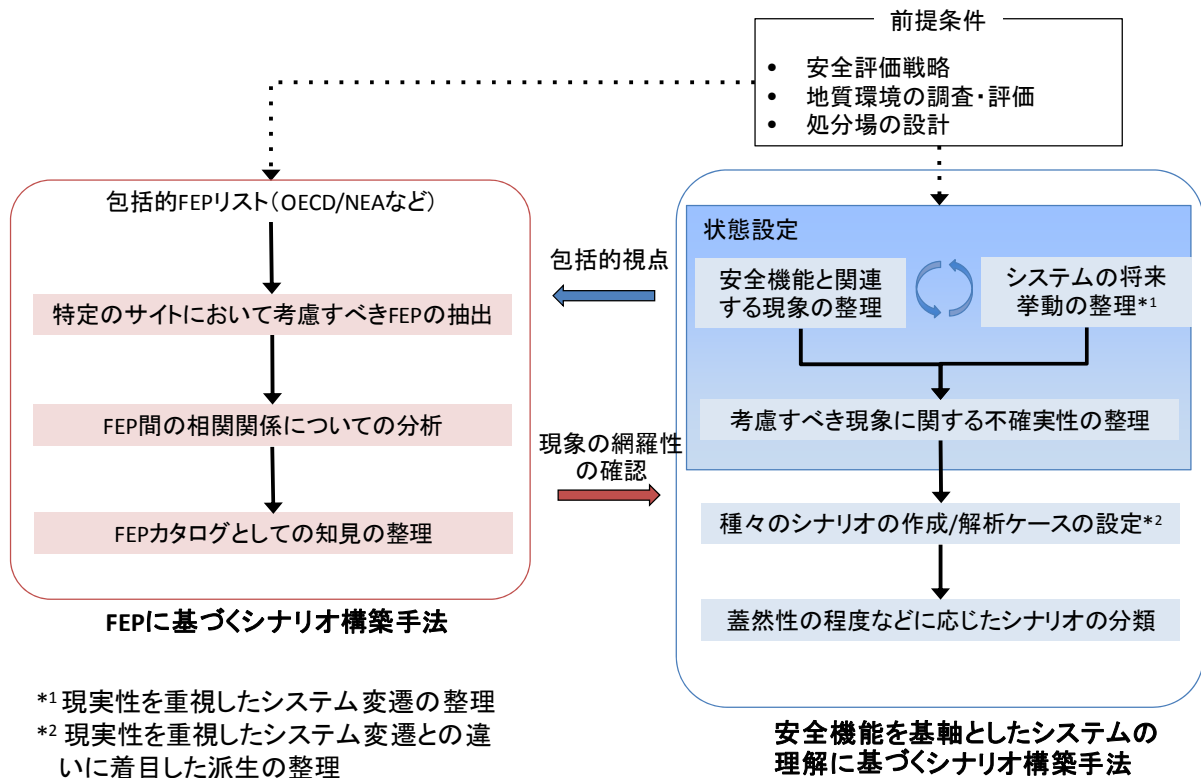 前提条件
• 安全評価戦略
• 地質環境の調査・評価
• 処分場の設計
包括的FEPリスト（OECD/NEAなど）
特定のサイトにおいて考慮すべきFEPの抽出
FEP間の相関関係についての分析
FEPカタログとしての知見の整理
FEPに基づくシナリオ構築手法
包括的視点
現象の網羅性
の確認
状態設定
安全機能と関連
する現象の整理
システムの将来
挙動の整理*1
考慮すべき現象に関する不確実性の整理
種々のシナリオの作成/解析ケースの設定*2
蓋然性の程度などに応じたシナリオの分類
安全機能を基軸としたシステムの
理解に基づくシナリオ構築手法
*1 現実性を重視したシステム変遷の整理
*2 現実性を重視したシステム変遷との違
いに着目した派生の整理